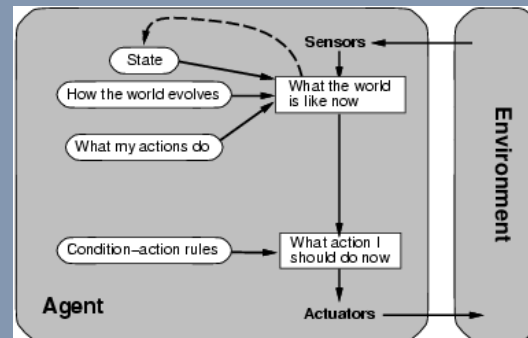 Sensors
State
What the world
is like now
How the world evolves
What my actions do
Condition–action rules
What action I
should do now
Agent
Actuators
Environment